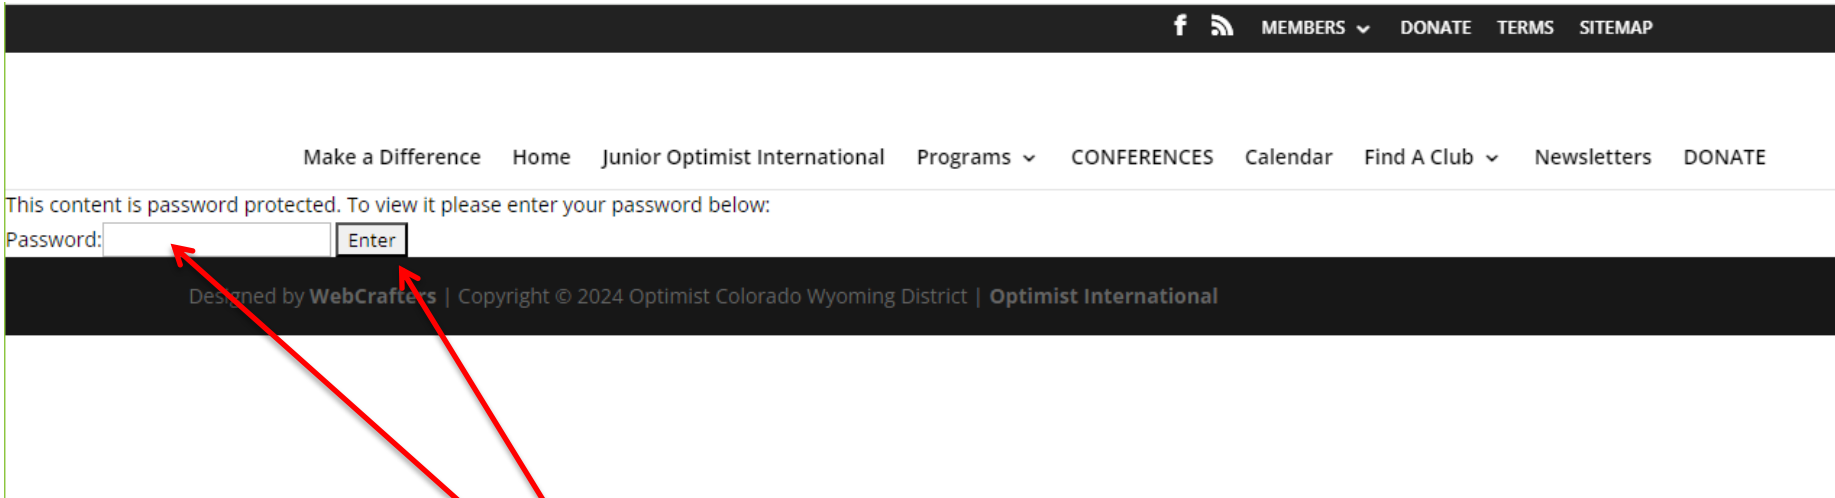 MEMBERS DONATE TERMS SITEMAP
Make a Difference Home Junior Optimist International Programs CONFERENCES Calendar Find A Club Newsletters DONATE
This content is password protected. To view it please enter your password below:
Password: Enter
Designed by WebCrafters | Copyright © 2024 Optimist Colorado Wyoming District | Optimist International